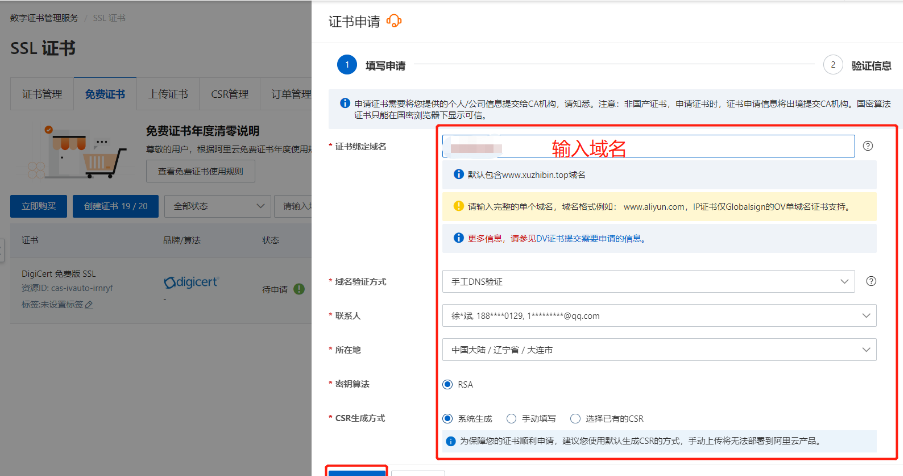 数字证书管理服务 / SSL 证书
SSL 证书
证书管理
免费证书
上传证书
CSR管理
订单管理
免费证书年度清零说明
尊敬的用户，根据阿里云免费证书年度使用规
查看免费证书使用规则
立即购买
创建证书 19 / 20
全部状态
请输入
证书
品牌/算法
状态
DigiCert 免费版 SSL
资源ID: cas-ivauto-irnryf
标签:未设置标签
digicert
待申请
证书申请
1 填写申请
2 验证信息
申请证书需要将您提供的个人/公司信息提交给CA机构，请知悉。注意：非国产证书，申请证书时，证书申请信息将出境提交CA机构。国密算法
证书只能在国密浏览器下显示可信。
* 证书绑定域名
输入域名
默认包含www.xuzhibin.top域名
请输入完整的单个域名，域名格式例如： www.aliyun.com，IP证书仅Globalsign的OV单域名证书支持。
更多信息，请参见DV证书提交需要申请的信息。
* 域名验证方式
手工DNS验证
* 联系人
徐*斌, 188****0129, 1*********@qq.com
* 所在地
中国大陆 / 辽宁省 / 大连市
* 密钥算法
RSA
* CSR生成方式
系统生成
手动填写
选择已有的CSR
为保障您的证书顺利申请，建议您使用默认生成CSR的方式，手动上传将无法部署到阿里云产品。